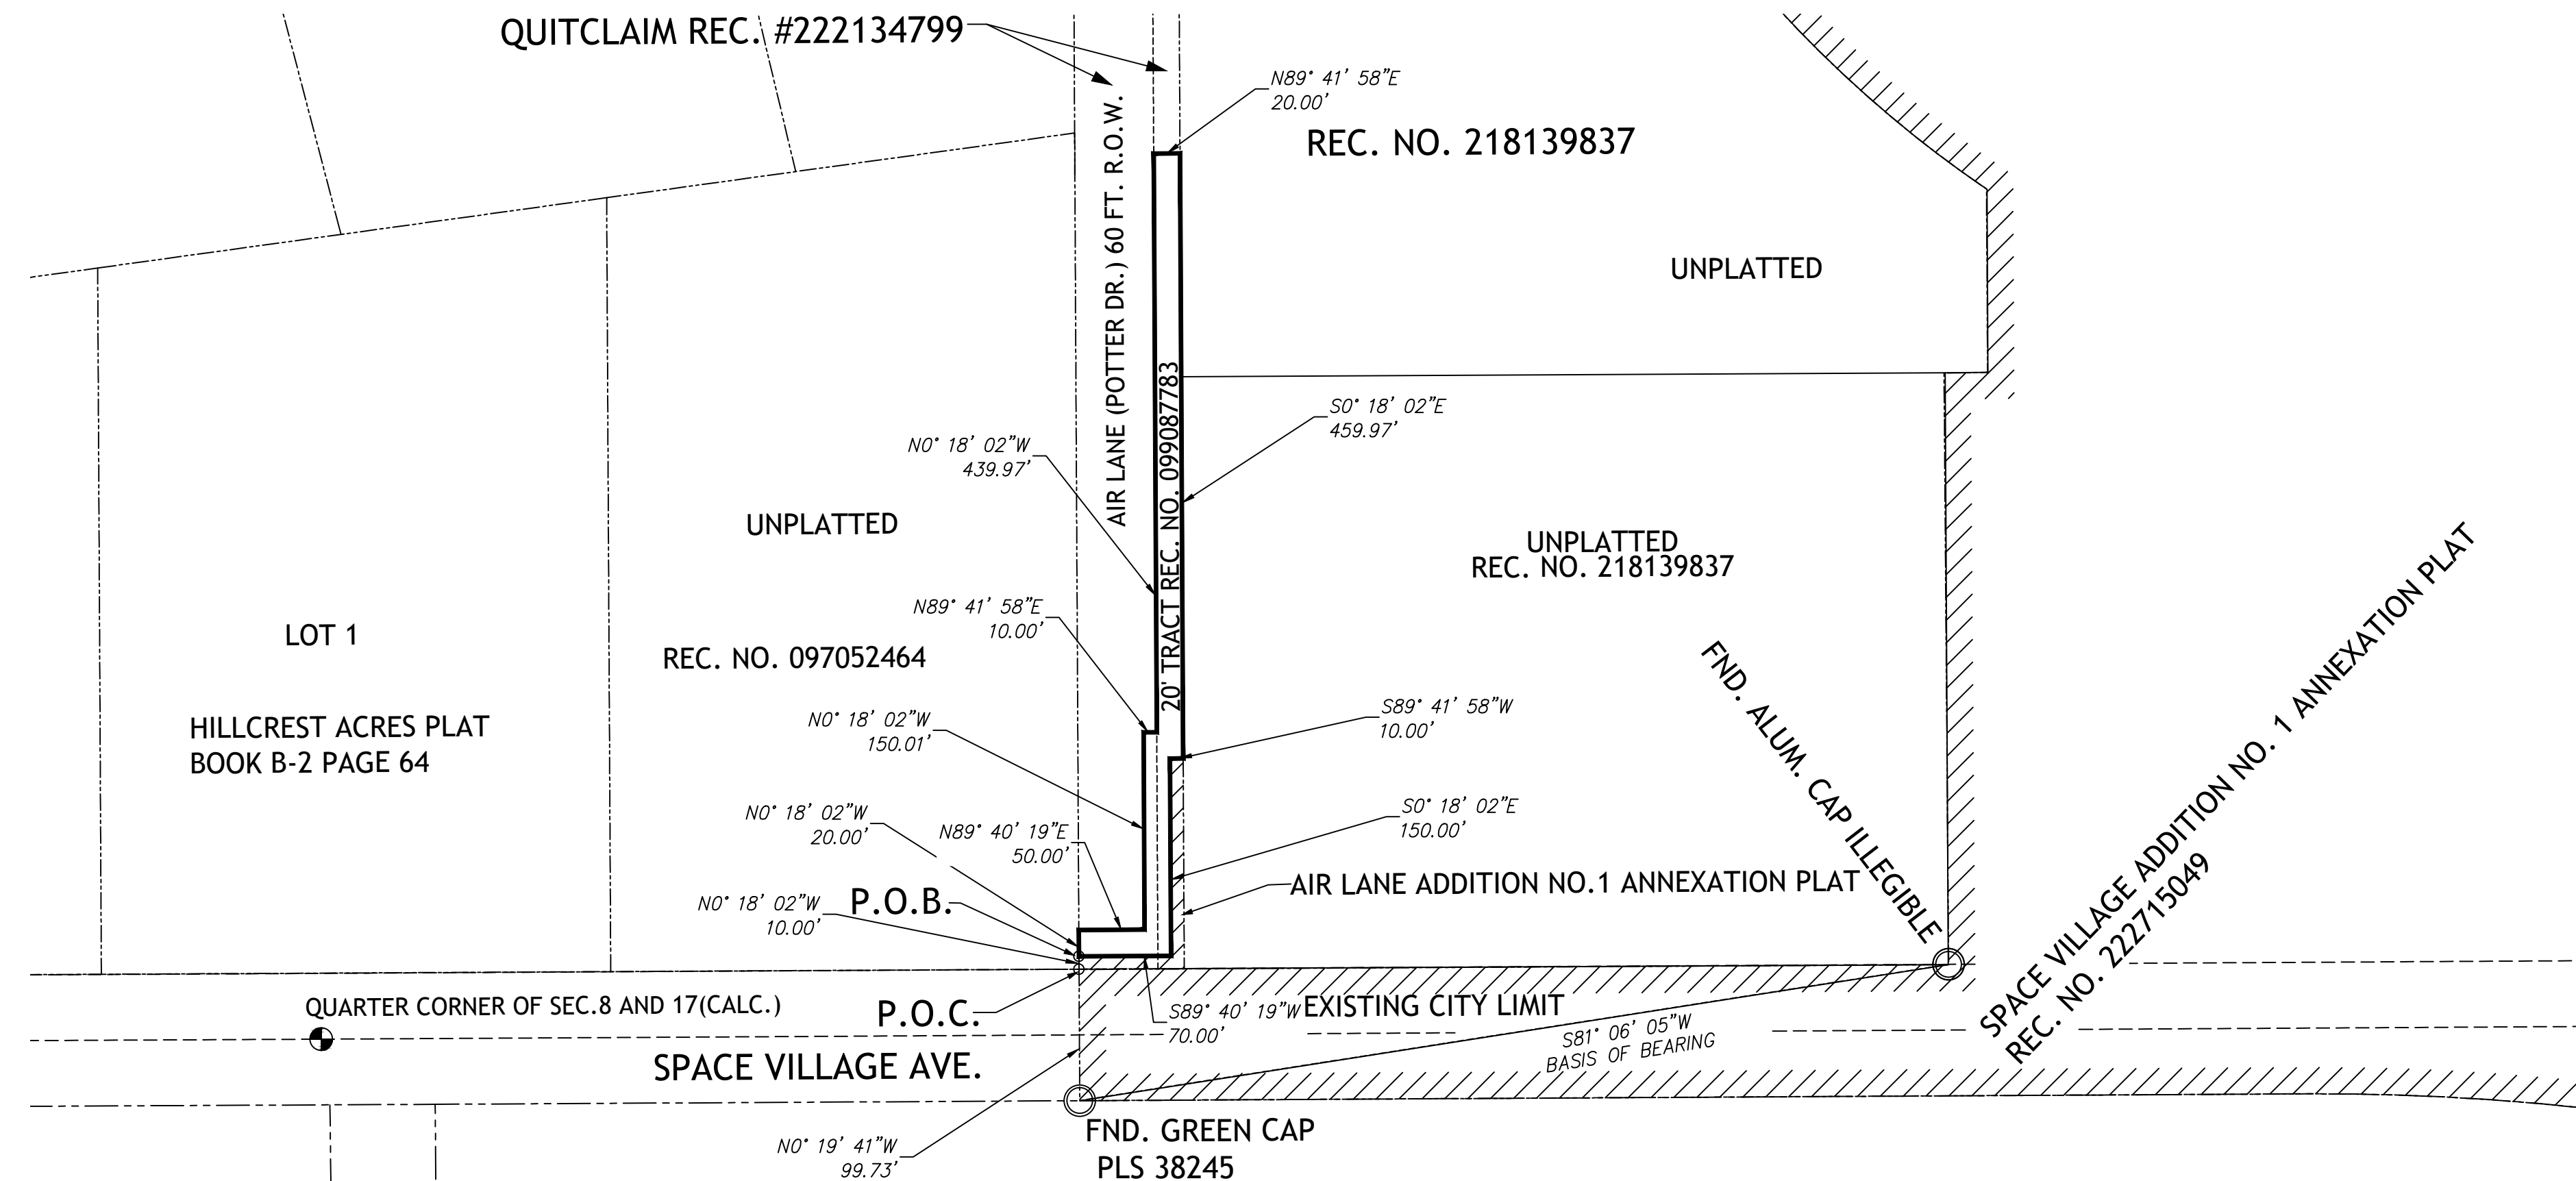 QUITCLAIM REC. #222134799
N89° 41' 58"E
20.00'
REC. NO. 218139837
AIR LANE (POTTER DR.) 60 FT. R.O.W.
UNPLATTED
20' TRACT REC. NO. 099087783
S0° 18' 02"E
459.97'
N0° 18' 02"W
439.97'
UNPLATTED
UNPLATTED
REC. NO. 218139837
N89° 41' 58"E
10.00'
LOT 1
REC. NO. 097052464
HILLCREST ACRES PLAT
BOOK B-2 PAGE 64
N0° 18' 02"W
150.01'
S89° 41' 58"W
10.00'
N0° 18' 02"W
20.00'
N89° 40' 19"E
50.00'
S0° 18' 02"E
150.00'
FND. ALUM. CAP ILLEGIBLE
AIR LANE ADDITION NO.1 ANNEXATION PLAT
N0° 18' 02"W
10.00'
P.O.B.
SPACE VILLAGE ADDITION NO. 1 ANNEXATION PLAT
REC. NO. 222715049
QUARTER CORNER OF SEC.8 AND 17(CALC.)
P.O.C.
S89° 40' 19"W
70.00'
EXISTING CITY LIMIT
S81° 06' 05"W
BASIS OF BEARING
SPACE VILLAGE AVE.
FND. GREEN CAP
PLS 38245
N0° 19' 41"W
99.73'